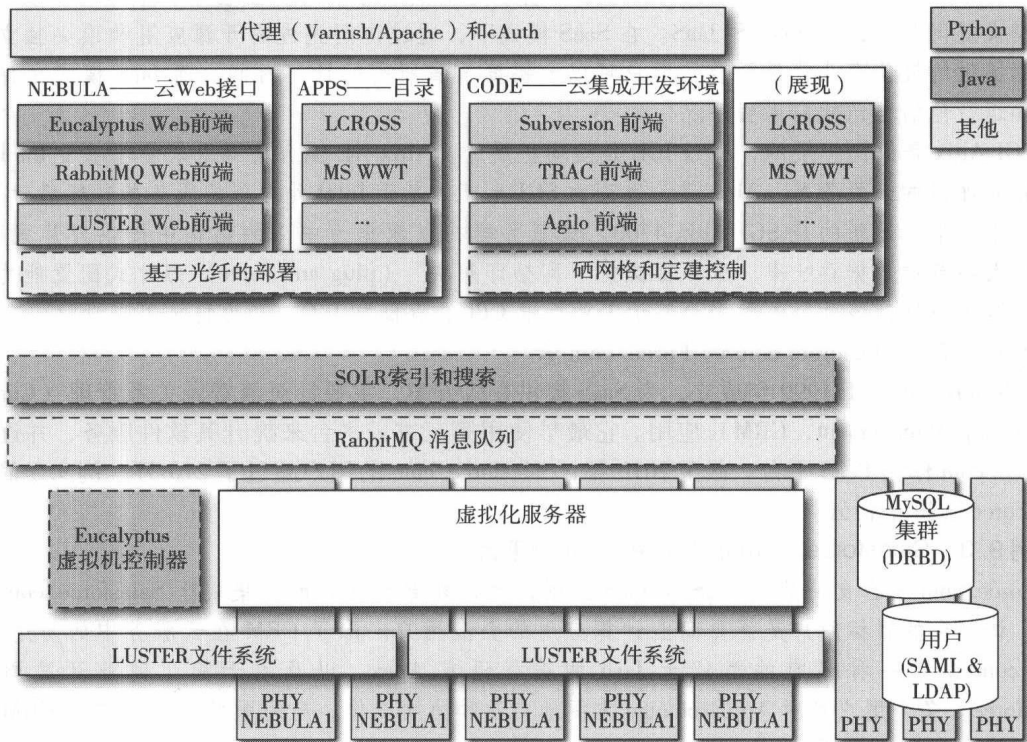 代理（Varnish/Apache）和eAuth
Python
Java
其他
NEBULA——云Web接口
Eucalyptus Web前端
RabbitMQ Web前端
LUSTER Web前端
APPS——目录
LCROSS
MS WWT
...
基于光纤的部署
CODE——云集成开发环境
Subversion 前端
TRAC 前端
Agilo 前端
（展现）
LCROSS
MS WWT
...
硒网格和定建控制
SOLR索引和搜索
RabbitMQ 消息队列
Eucalyptus
虚拟机控制器
虚拟化服务器
MySQL
集群
(DRBD)
LUSTER文件系统
LUSTER文件系统
用户
(SAML &
LDAP)
PHY
NEBULA1
PHY
NEBULA1
PHY
NEBULA1
PHY
NEBULA1
PHY
NEBULA1
PHY
PHY
PHY